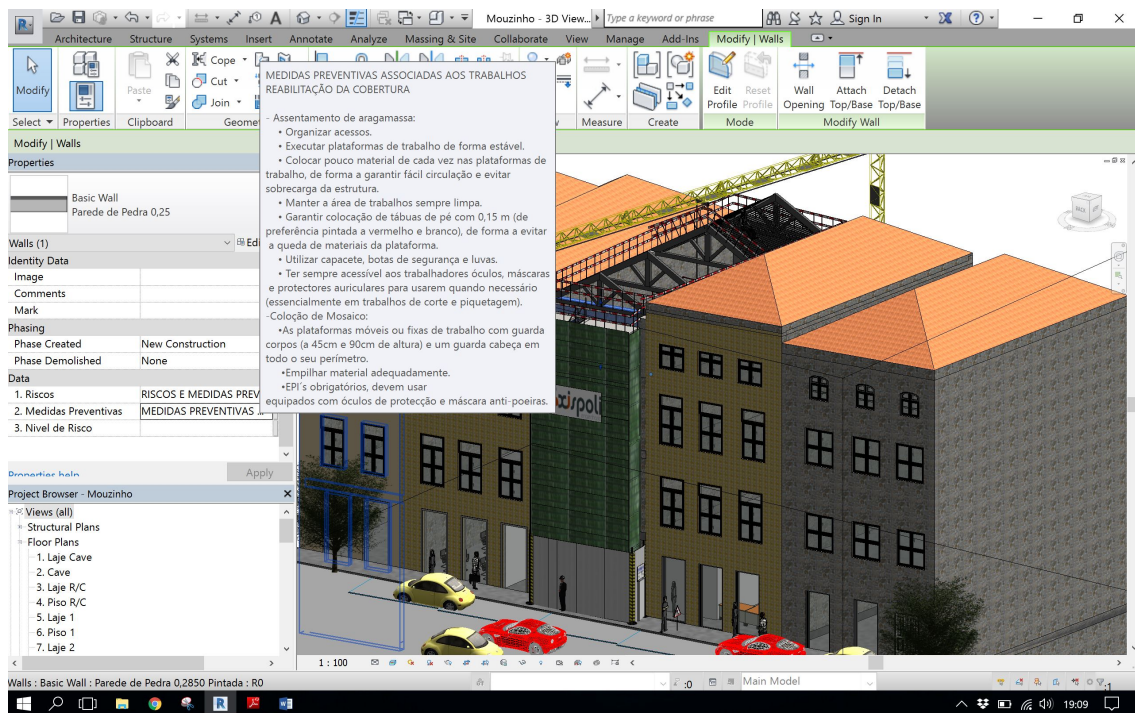 Mouzinho - 3D View...
Type a keyword or phrase
Sign In
Architecture Structure Systems Insert Annotate Analyze Massing & Site Collaborate View Manage Add-Ins Modify | Walls
Modify
Paste
Cope
Cut
Join
Edit Profile
Reset Profile
Wall Opening
Attach Top/Base
Detach Top/Base
Select Properties Clipboard Geome Measure Create Mode Modify Wall
Modify | Walls
Properties
Basic Wall
Parede de Pedra 0,25
Walls (1) Edi
Identity Data
Image
Comments
Mark
Phasing
Phase Created New Construction
Phase Demolished None
Data
1. Riscos RISCOS E MEDIDAS PREV
2. Medidas Preventivas MEDIDAS PREVENTIVAS ...
3. Nivel de Risco
Properties help Apply
MEDIDAS PREVENTIVAS ASSOCIADAS AOS TRABALHOS
REABILITAÇÃO DA COBERTURA
- Assentamento de aragamassa:
• Organizar acessos.
• Executar plataformas de trabalho de forma estável.
• Colocar pouco material de cada vez nas plataformas de
trabalho, de forma a garantir fácil circulação e evitar
sobrecarga da estrutura.
• Manter a área de trabalhos sempre limpa.
• Garantir colocação de tábuas de pé com 0,15 m (de
preferência pintada a vermelho e branco), de forma a evitar
a queda de materiais da plataforma.
• Utilizar capacete, botas de segurança e luvas.
• Ter sempre acessível aos trabalhadores óculos, máscaras
e protectores auriculares para usarem quando necessário
(essencialmente em trabalhos de corte e piquetagem).
-Coloção de Mosaico:
•As plataformas móveis ou fixas de trabalho com guarda
corpos (a 45cm e 90cm de altura) e um guarda cabeça em
todo o seu perímetro.
•Empilhar material adequadamente.
•EPI´s obrigatórios, devem usar
equipados com óculos de protecção e máscara anti-poeiras.
Project Browser - Mouzinho
Views (all)
Structural Plans
Floor Plans
1. Laje Cave
2. Cave
3. Laje R/C
4. Piso R/C
5. Laje 1
6. Piso 1
7. Laje 2
1 : 100
Walls : Basic Wall : Parede de Pedra 0,2850 Pintada : R0
:0
Main Model
:1
19:09